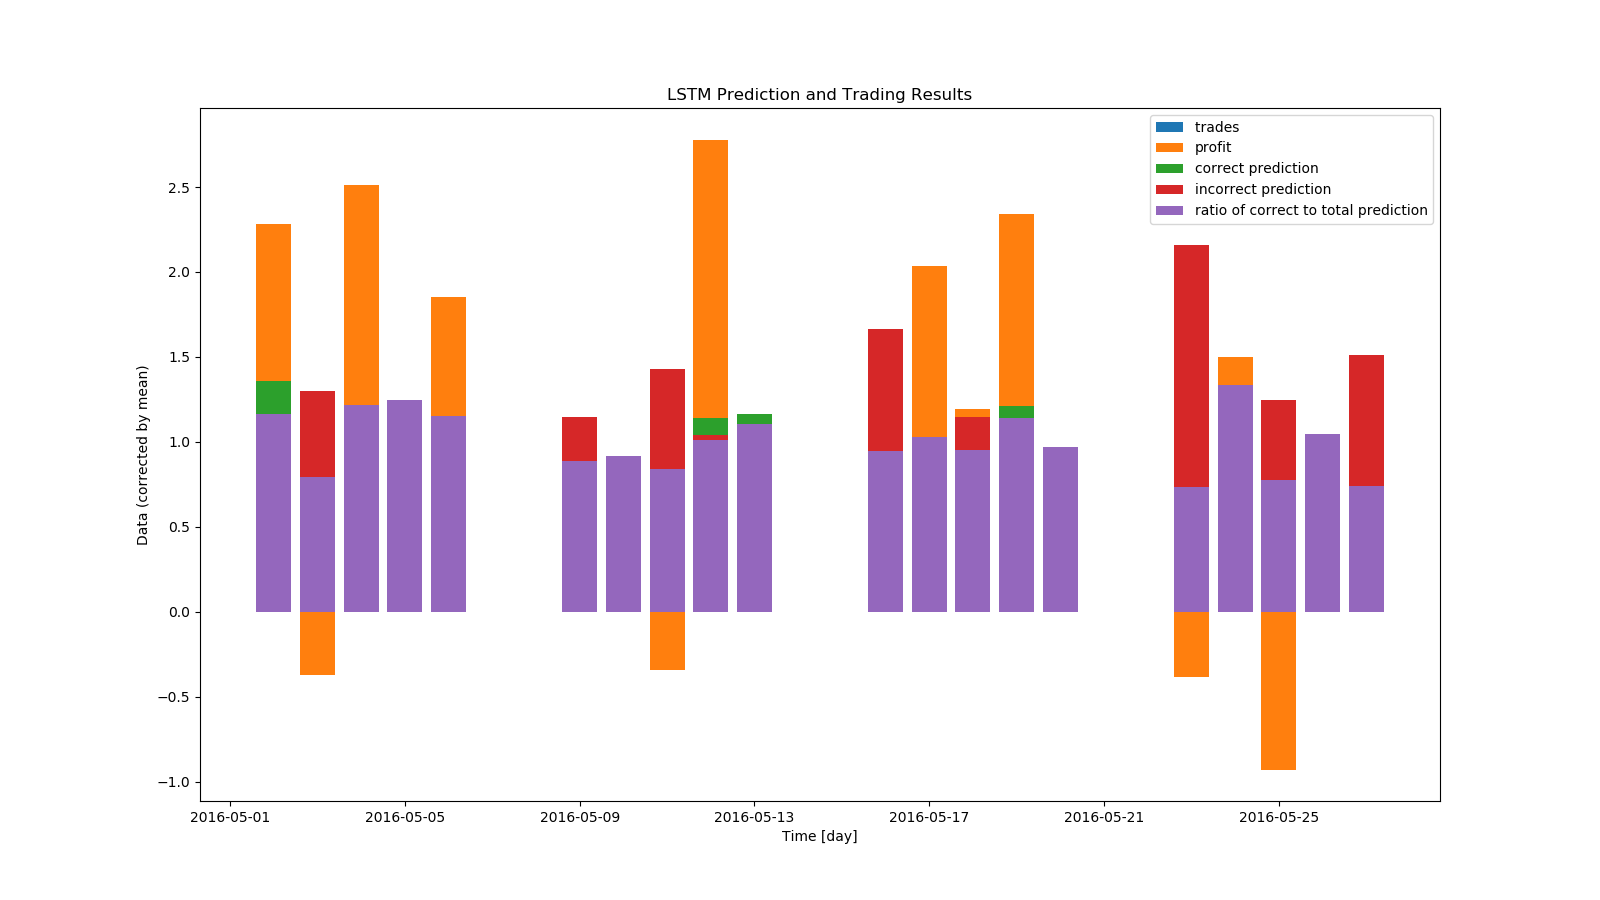 LSTM Prediction and Trading Results
trades
profit
correct prediction
incorrect prediction
ratio of correct to total prediction
Data (corrected by mean)
2.5
2.0
1.5
1.0
0.5
0.0
−0.5
−1.0
2016-05-01 2016-05-05 2016-05-09 2016-05-13 2016-05-17 2016-05-21 2016-05-25
Time [day]